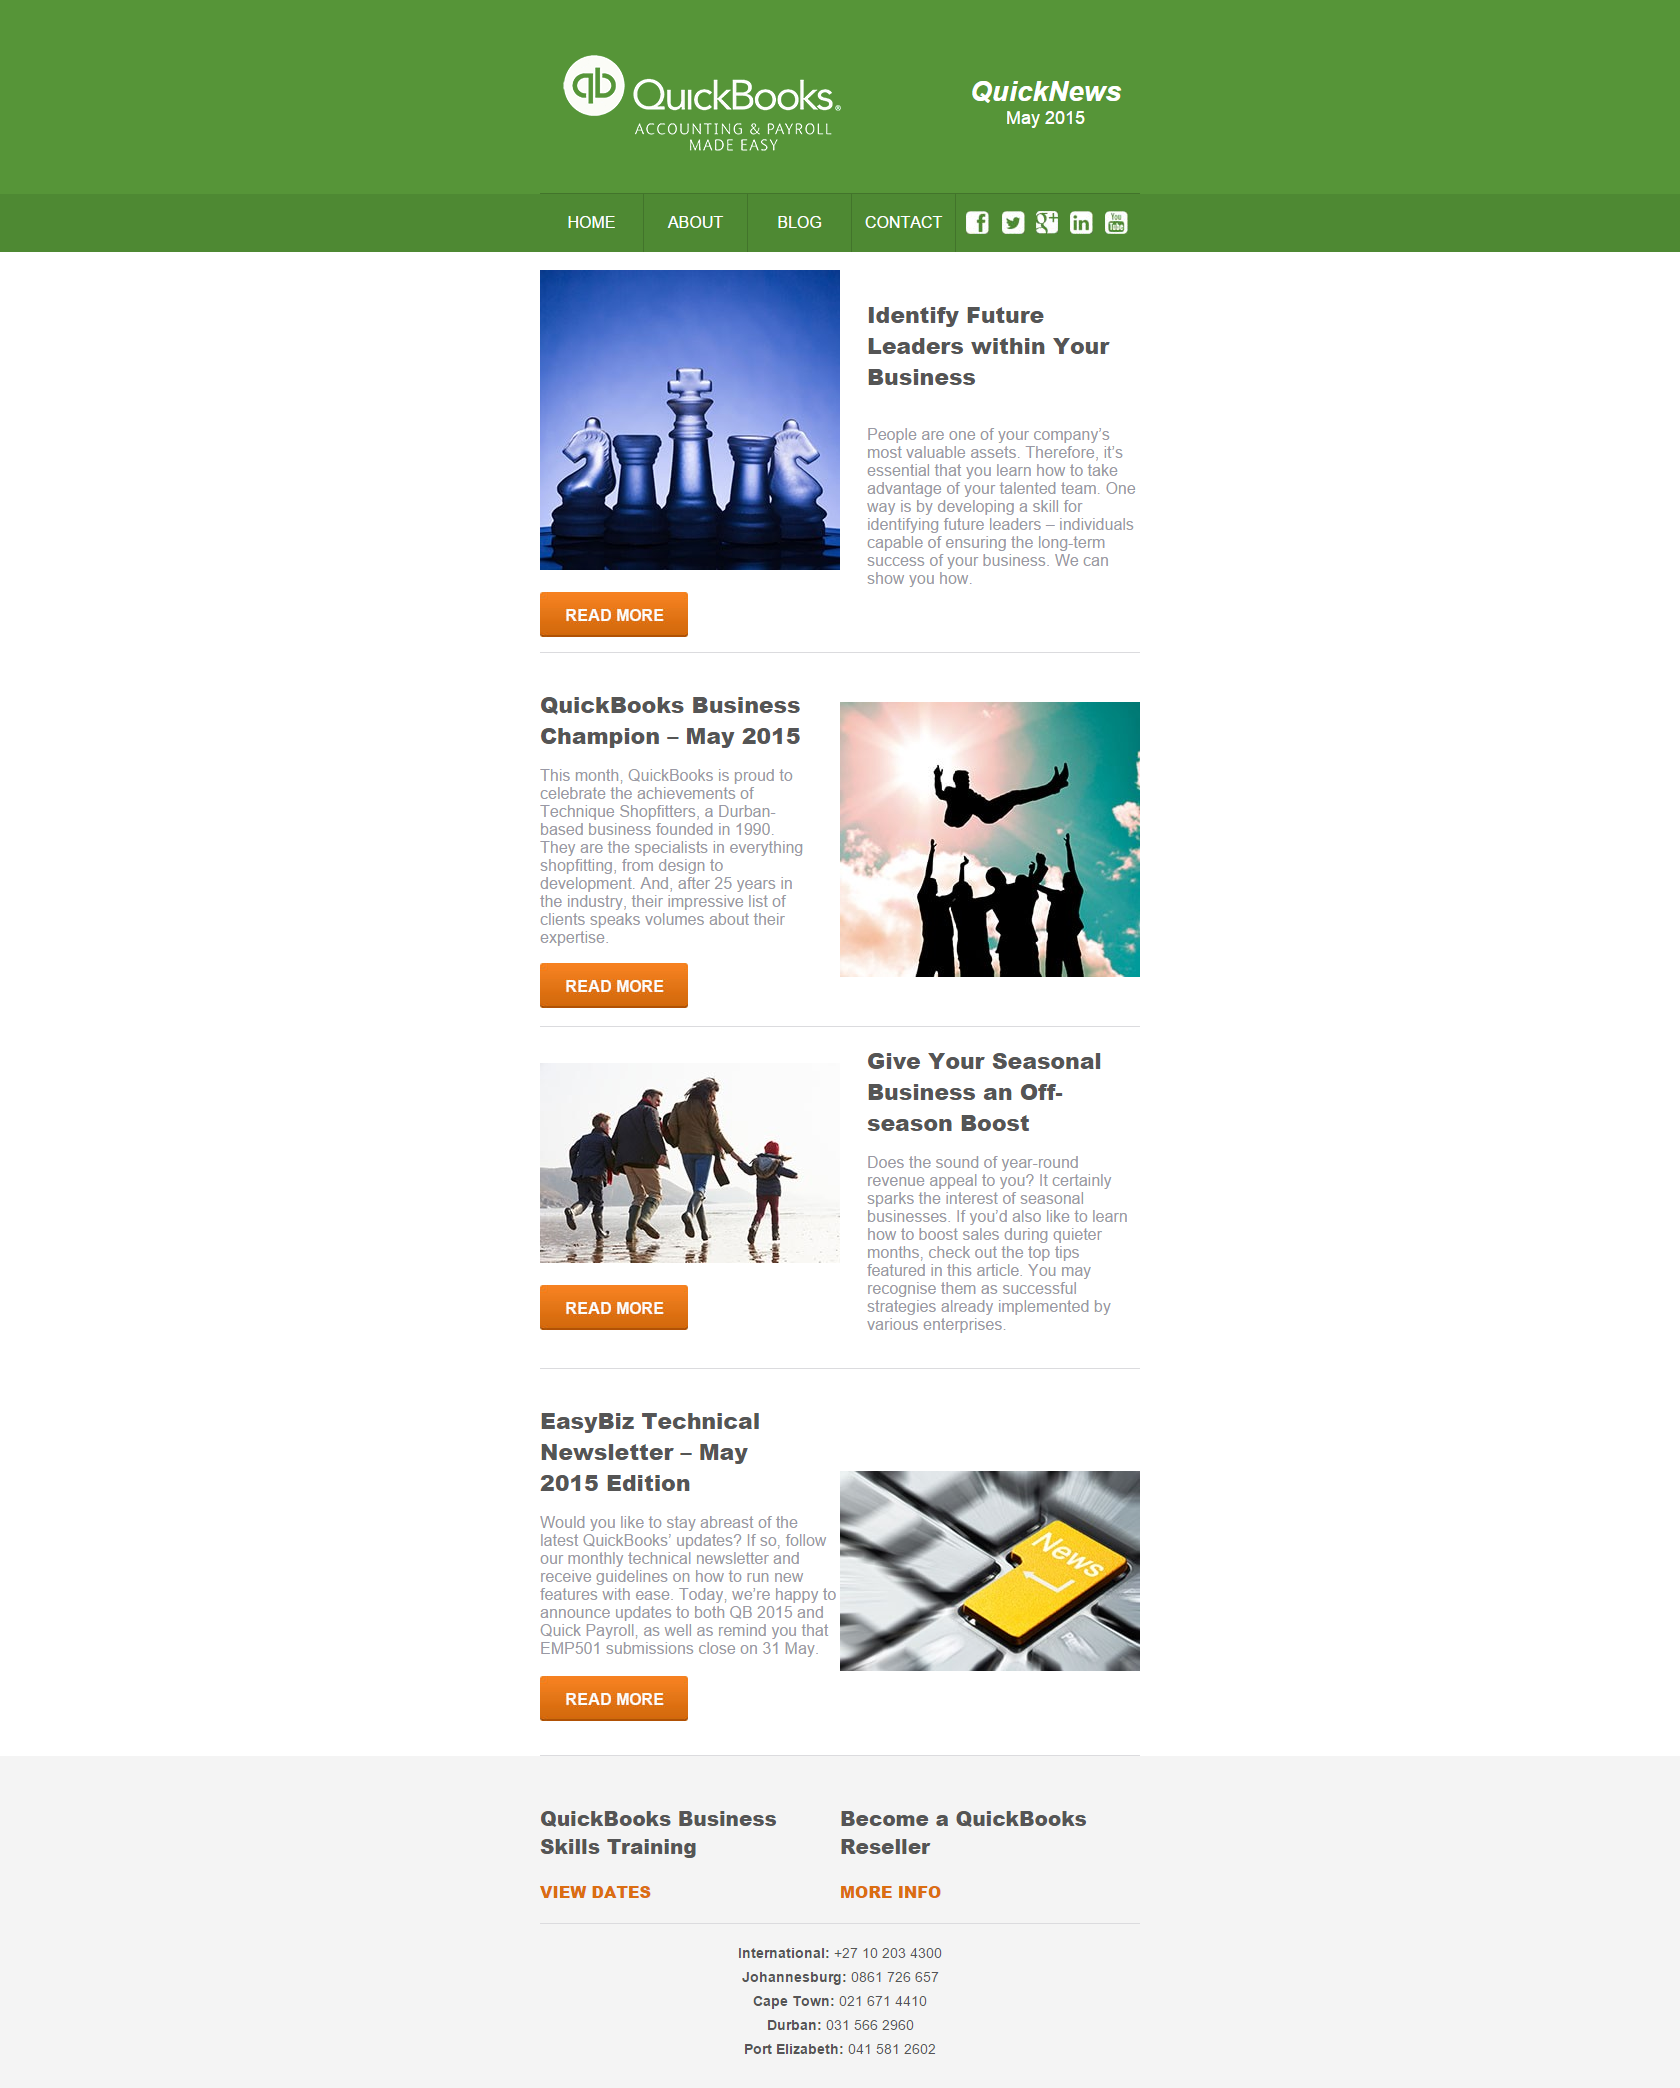 qb QuickBooks®
ACCOUNTING & PAYROLL
MADE EASY
QuickNews
May 2015
HOME ABOUT BLOG CONTACT f g+ in You Tube
Identify Future
Leaders within Your
Business
People are one of your company’s
most valuable assets. Therefore, it’s
essential that you learn how to take
advantage of your talented team. One
way is by developing a skill for
identifying future leaders – individuals
capable of ensuring the long-term
success of your business. We can
show you how.
READ MORE
QuickBooks Business
Champion – May 2015
This month, QuickBooks is proud to
celebrate the achievements of
Technique Shopfitters, a Durban-
based business founded in 1990.
They are the specialists in everything
shopfitting, from design to
development. And, after 25 years in
the industry, their impressive list of
clients speaks volumes about their
expertise.
READ MORE
Give Your Seasonal
Business an Off-
season Boost
Does the sound of year-round
revenue appeal to you? It certainly
sparks the interest of seasonal
businesses. If you’d also like to learn
how to boost sales during quieter
months, check out the top tips
featured in this article. You may
recognise them as successful
strategies already implemented by
various enterprises.
READ MORE
EasyBiz Technical
Newsletter – May
2015 Edition
Would you like to stay abreast of the
latest QuickBooks’ updates? If so, follow
our monthly technical newsletter and
receive guidelines on how to run new
features with ease. Today, we’re happy to
announce updates to both QB 2015 and
Quick Payroll, as well as remind you that
EMP501 submissions close on 31 May.
News
READ MORE
QuickBooks Business
Skills Training
VIEW DATES
Become a QuickBooks
Reseller
MORE INFO
International: +27 10 203 4300
Johannesburg: 0861 726 657
Cape Town: 021 671 4410
Durban: 031 566 2960
Port Elizabeth: 041 581 2602